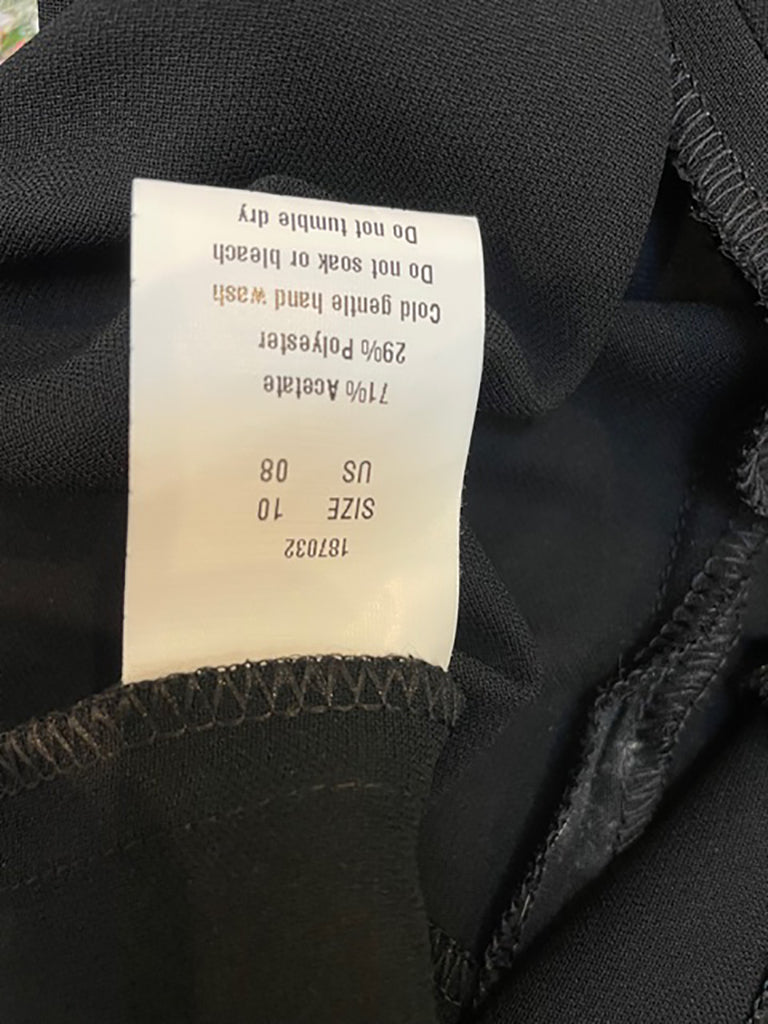 187032
SIZE 10
US 08
71% Acetate
29% Polyester
Cold gentle hand wash
Do not soak or bleach
Do not tumble dry